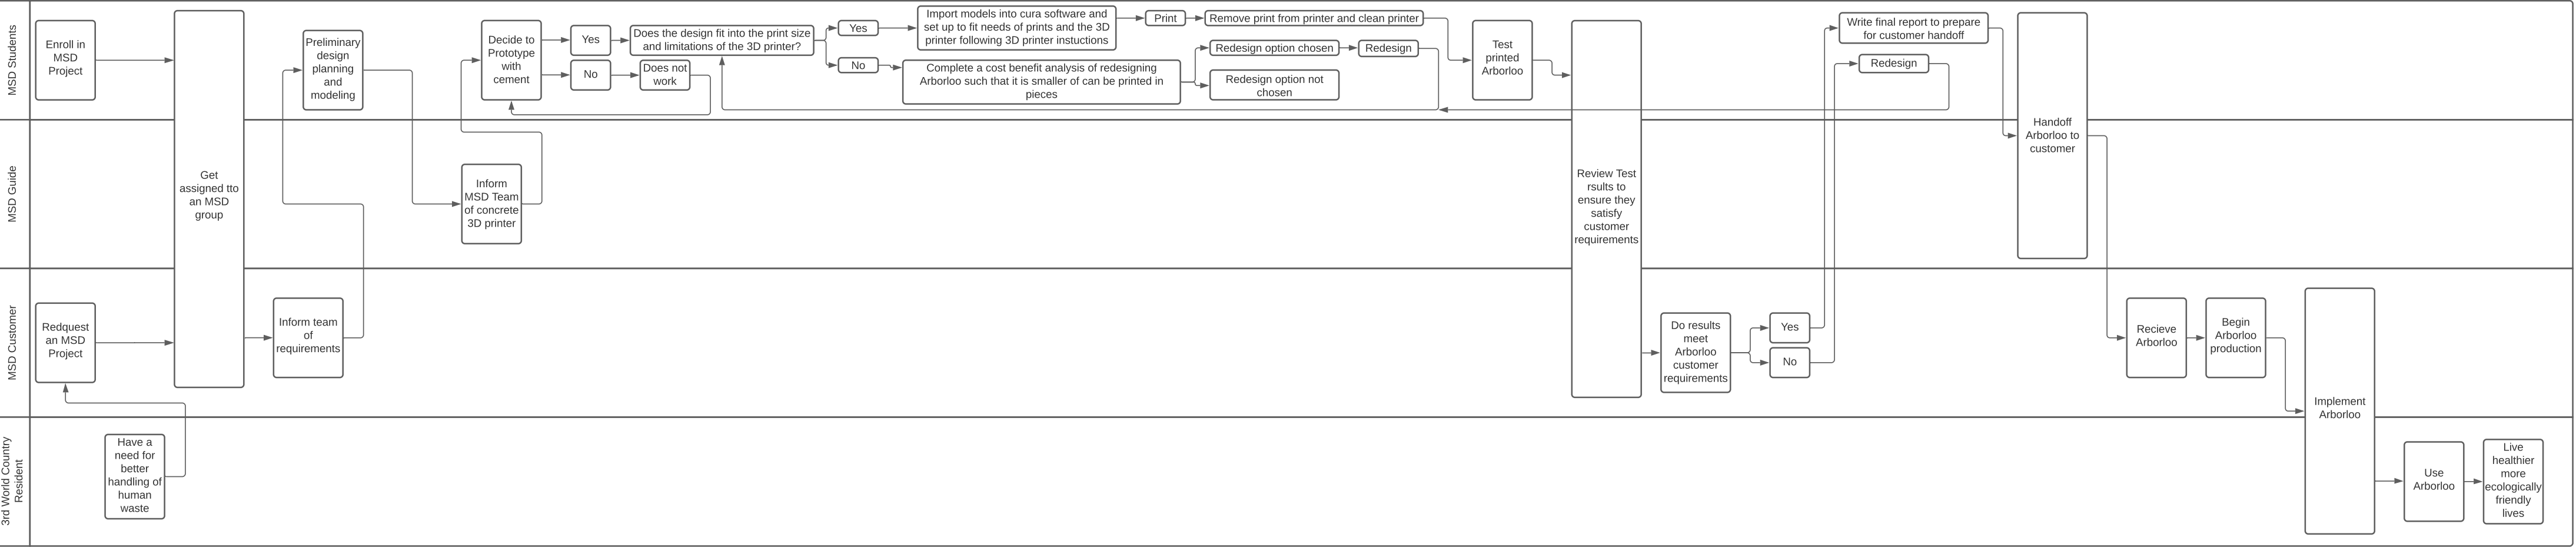 MSD Students
Enroll in
MSD
Project
Preliminary
design
planning
and
modeling
Decide to
Prototype
with
cement
Yes
No
Does not
work
Does the design fit into the print size
and limitations of the 3D printer?
Yes
No
Import models into cura software and
set up to fit needs of prints and the 3D
printer following 3D printer instuctions
Print
Remove print from printer and clean printer
Complete a cost benefit analysis of redesigning
Arborloo such that it is smaller of can be printed in
pieces
Redesign option chosen
Redesign
Redesign option not
chosen
Test
printed
Arborloo
Write final report to prepare
for customer handoff
Redesign
MSD Guide
Get
assigned tto
an MSD
group
Inform
MSD Team
of concrete
3D printer
Review Test
rsults to
ensure they
satisfy
customer
requirements
Handoff
Arborloo to
customer
MSD Customer
Redquest
an MSD
Project
Inform team
of
requirements
Do results
meet
Arborloo
customer
requirements
Yes
No
Recieve
Arborloo
Begin
Arborloo
production
Implement
Arborloo
3rd World Country
Resident
Have a
need for
better
handling of
human
waste
Use
Arborloo
Live
healthier
more
ecologically
friendly
lives